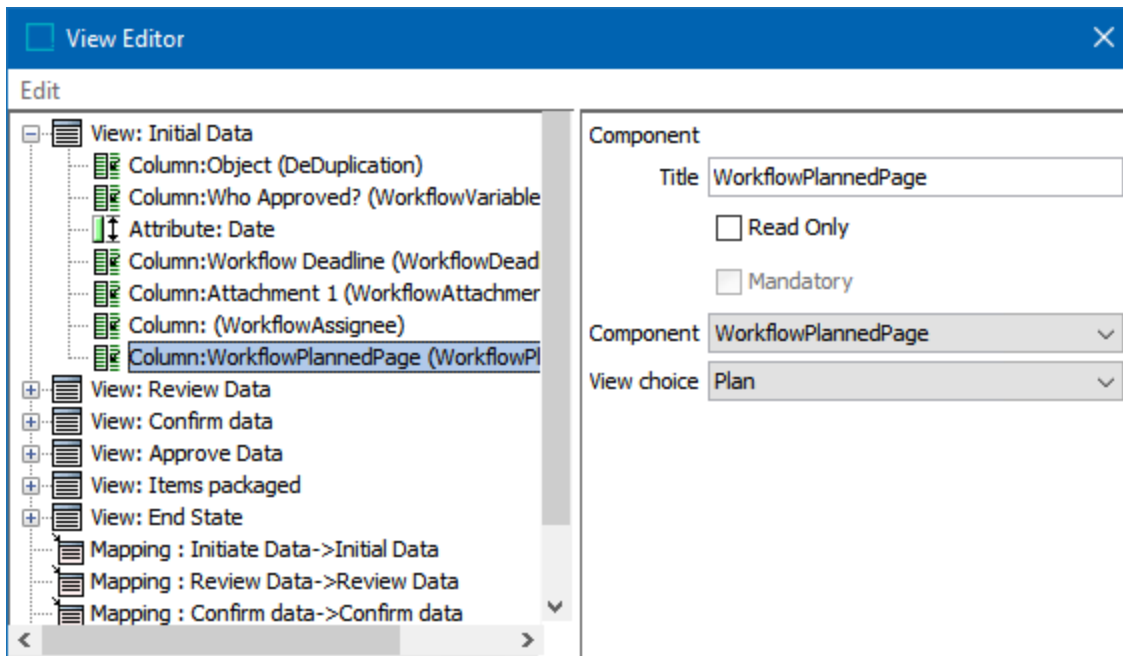 View Editor
Edit
View: Initial Data
Column:Object (DeDuplication)
Column:Who Approved? (WorkflowVariable
Attribute: Date
Column:Workflow Deadline (WorkflowDead
Column:Attachment 1 (WorkflowAttachmer
Column: (WorkflowAssignee)
Column:WorkflowPlannedPage (WorkflowPl
View: Review Data
View: Confirm data
View: Approve Data
View: Items packaged
View: End State
Mapping : Initiate Data->Initial Data
Mapping : Review Data->Review Data
Mapping : Confirm data->Confirm data
Component
Title WorkflowPlannedPage
Read Only
Mandatory
Component WorkflowPlannedPage
View choice Plan